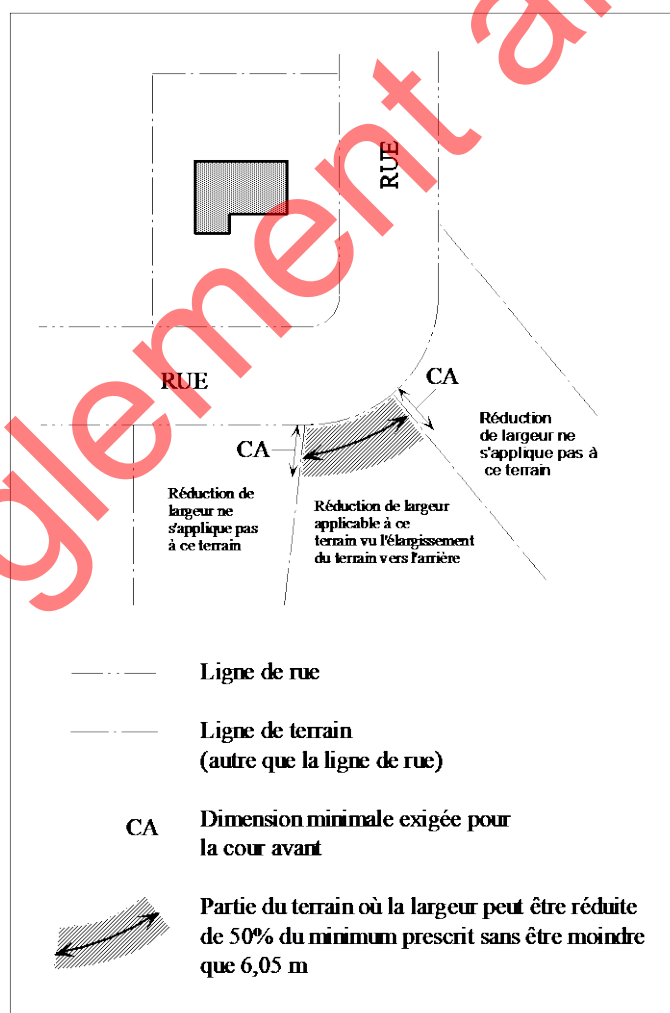 glement a
RUE
RUE
CA
CA
Réduction
de largeur ne
s'applique pas à
ce terrain
Réduction de
largeur ne
s'applique pas
à ce terrain
Réduction de largeur
applicable à ce
terrain vu l'élargissement
du terrain vers l'arrière
Ligne de rue
Ligne de terrain
(autre que la ligne de rue)
CA
Dimension minimale exigée pour
la cour avant
Partie du terrain où la largeur peut être réduite
de 50% du minimum prescrit sans être moindre
que 6,05 m